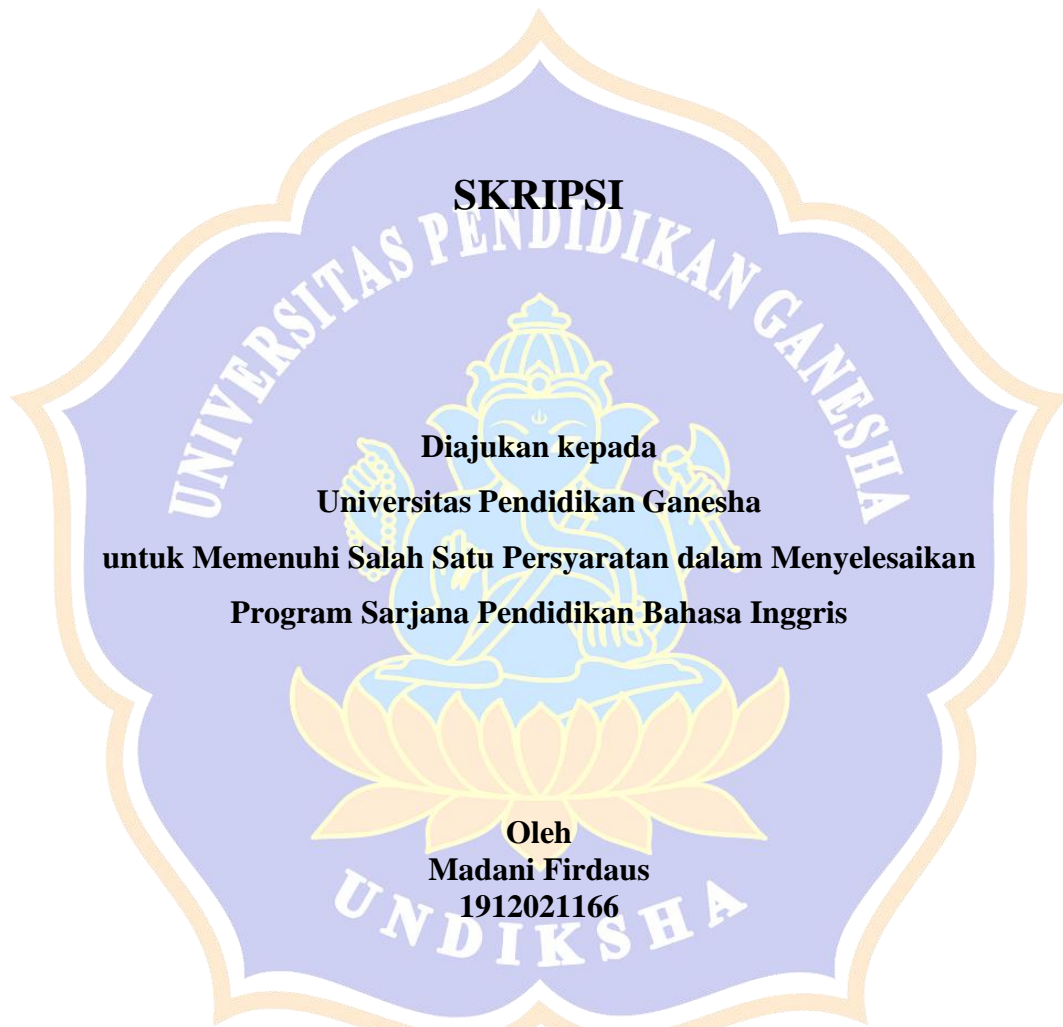 SKRIPSI
UNIVERSITAS PENDIDIKAN GANESHA
Diajukan kepada
Universitas Pendidikan Ganesha
untuk Memenuhi Salah Satu Persyaratan dalam Menyelesaikan
Program Sarjana Pendidikan Bahasa Inggris
Oleh
Madani Firdaus
1912021166
UNDIKSHA